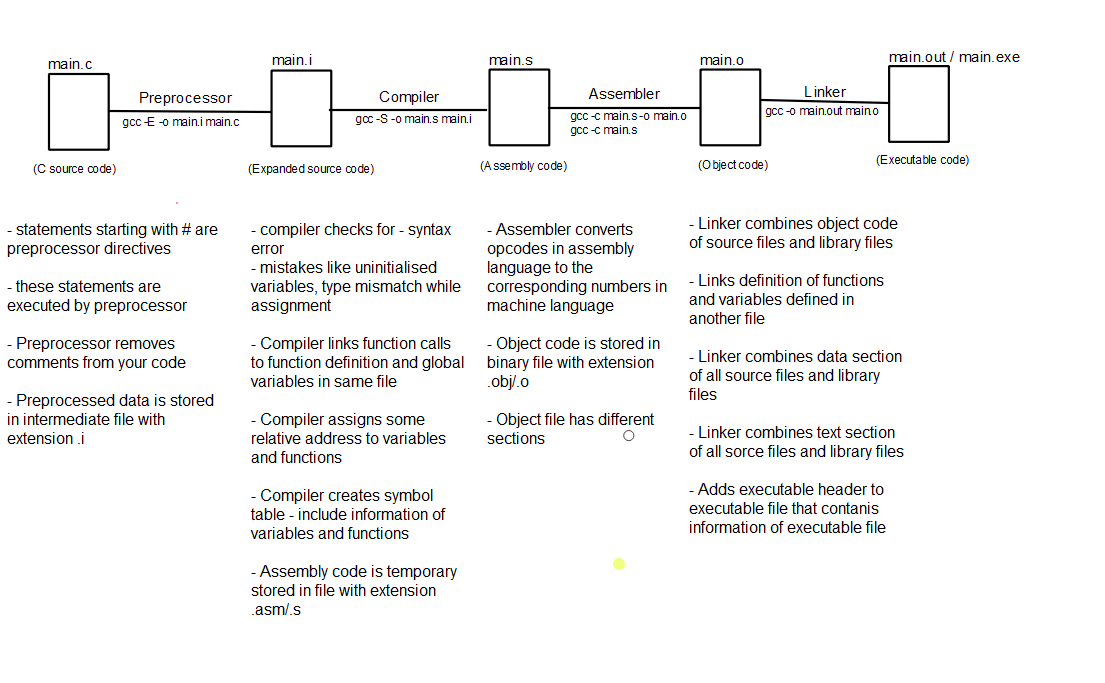 main.c
main.i
main.s
main.o
main.out / main.exe
Preprocessor
gcc -E -o main.i main.c
Compiler
gcc -S -o main.s main.i
Assembler
gcc -c main.s -o main.o
gcc -c main.s
Linker
gcc -o main.out main.o
(C source code)
(Expanded source code)
(Assembly code)
(Object code)
(Executable code)
- statements starting with # are
preprocessor directives
- these statements are
executed by preprocessor
- Preprocessor removes
comments from your code
- Preprocessed data is stored
in intermediate file with
extension .i
- compiler checks for - syntax
error
- mistakes like uninitialised
variables, type mismatch while
assignment
- Compiler links function calls
to function definition and global
variables in same file
- Compiler assigns some
relative address to variables
and functions
- Compiler creates symbol
table - include information of
variables and functions
- Assembly code is temporary
stored in file with extension
.asm/.s
- Assembler converts
opcodes in assembly
language to the
corresponding numbers in
machine language
- Object code is stored in
binary file with extension
.obj/.o
- Object file has different
sections
- Linker combines object code
of source files and library files
- Links definition of functions
and variables defined in
another file
- Linker combines data section
of all source files and library
files
- Linker combines text section
of all sorce files and library files
- Adds executable header to
executable file that contanis
information of executable file